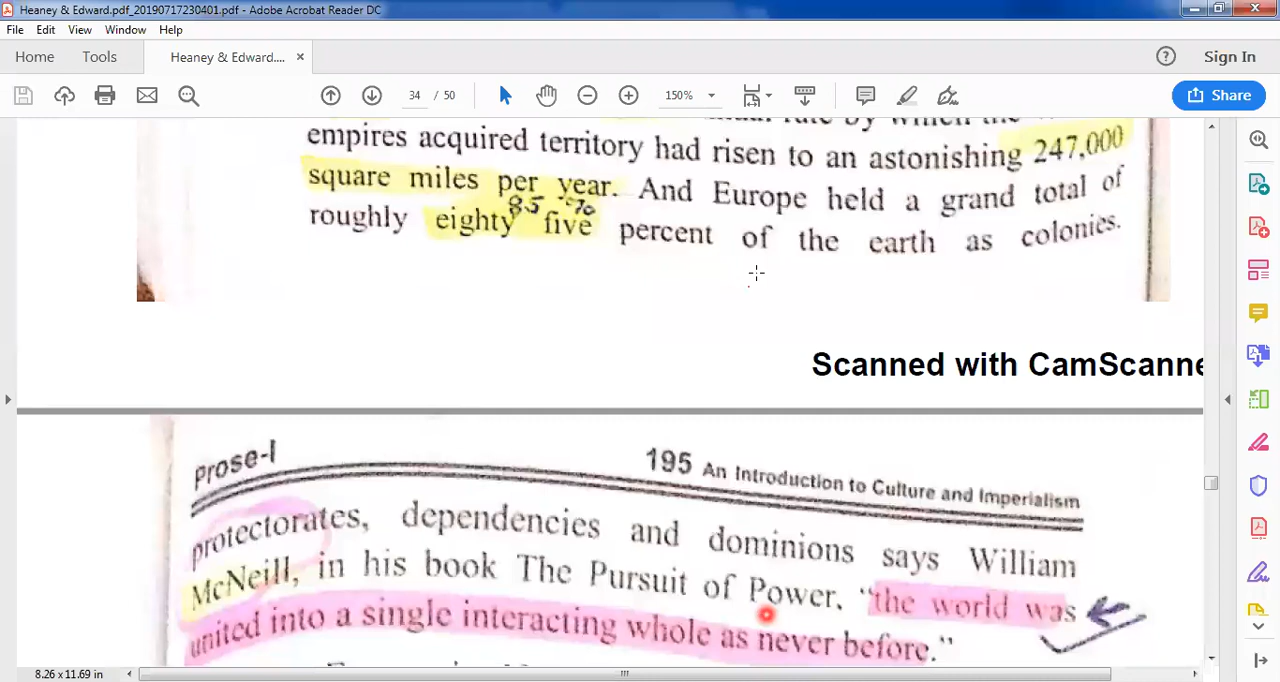 Heaney & Edward.pdf_20190717230401.pdf - Adobe Acrobat Reader DC
File Edit View Window Help
Home Tools Heaney & Edward.... × Sign In
34 / 50 150% Share
rate by which the
empires acquired territory had risen to an astonishing 247,000
square miles per year. And Europe held a grand total of
85 %
roughly eighty five percent of the earth as colonies.
Scanned with CamScanne
Prose-I 195 An Introduction to Culture and Imperialism
protectorates, dependencies and dominions says William
McNeill, in his book The Pursuit of Power. "the world was
united into a single interacting whole as never before."
8.26 x 11.69 in